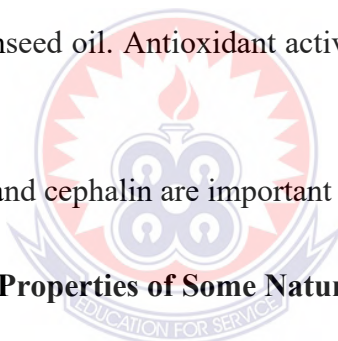 nseed oil. Antioxidant activ
and cephalin are important
Properties of Some Natur
EDUCATION FOR SERVICE